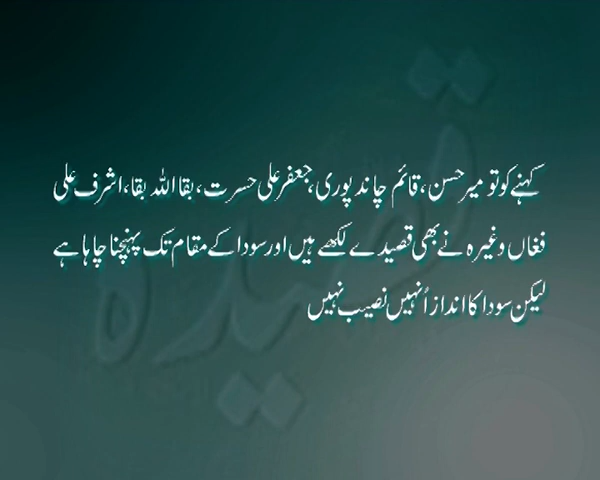 کہنے کو تو میر حسن، قائم چاند پوری، جعفر علی حسرت، بقا اللہ بقا، اشرف علی
فغاں وغیرہ نے بھی قصیدے لکھے ہیں اور سودا کے مقام تک پہنچنا چاہا ہے
لیکن سودا کا انداز اُنہیں نصیب نہیں
قصیدہ